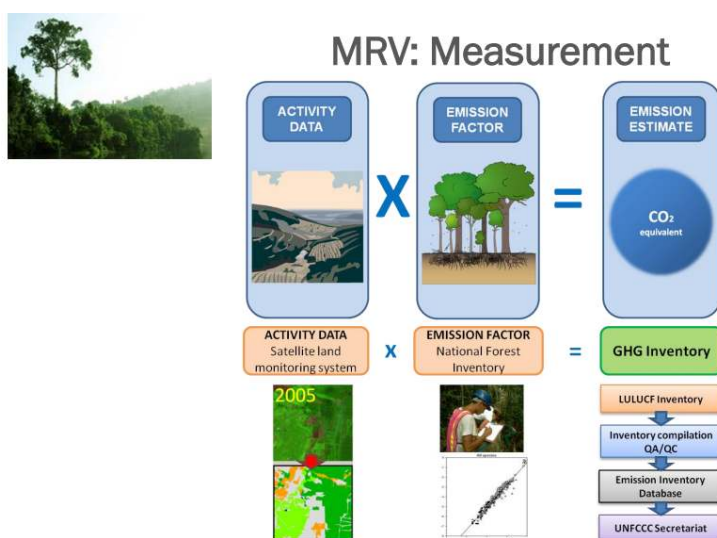 MRV: Measurement
ACTIVITY
DATA
EMISSION
FACTOR
EMISSION
ESTIMATE
X
=
CO₂
equivalent
ACTIVITY DATA
Satellite land
monitoring system
x
EMISSION FACTOR
National Forest
Inventory
=
GHG Inventory
2005
LULUCF Inventory
Inventory compilation
QA/QC
Emission Inventory
Database
UNFCCC Secretariat